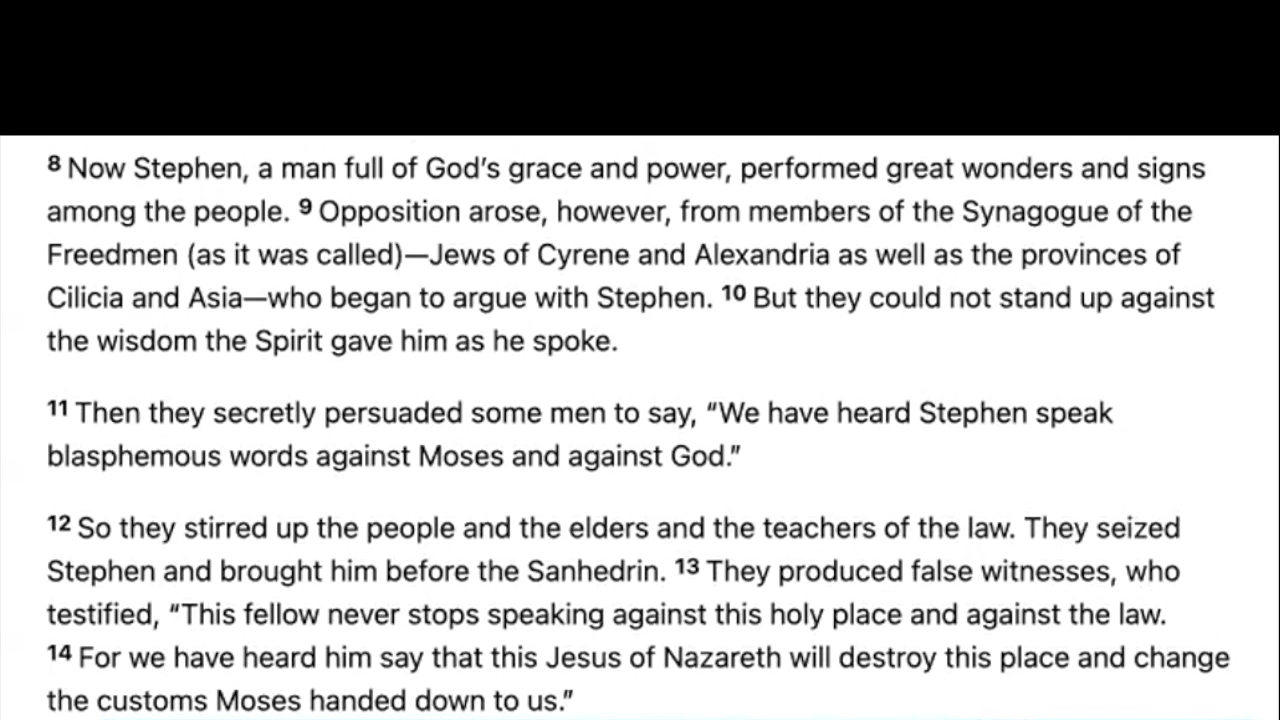 8 Now Stephen, a man full of God’s grace and power, performed great wonders and signs
among the people. 9 Opposition arose, however, from members of the Synagogue of the
Freedmen (as it was called)—Jews of Cyrene and Alexandria as well as the provinces of
Cilicia and Asia—who began to argue with Stephen. 10 But they could not stand up against
the wisdom the Spirit gave him as he spoke.
11 Then they secretly persuaded some men to say, “We have heard Stephen speak
blasphemous words against Moses and against God.”
12 So they stirred up the people and the elders and the teachers of the law. They seized
Stephen and brought him before the Sanhedrin. 13 They produced false witnesses, who
testified, “This fellow never stops speaking against this holy place and against the law.
14 For we have heard him say that this Jesus of Nazareth will destroy this place and change
the customs Moses handed down to us.”